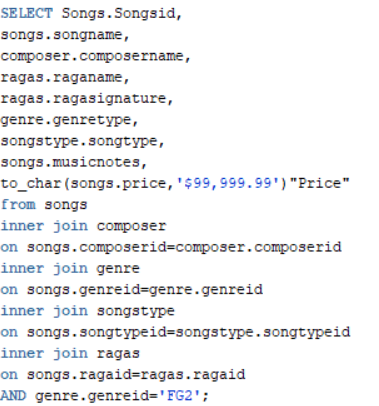 SELECT Songs.Songsid,
songs.songname,
composer.composername,
ragas.raganame,
ragas.ragasignature,
genre.genretype,
songstype.songtype,
songs.musicnotes,
to_char(songs.price,'$99,999.99')"Price"
from songs
inner join composer
on songs.composerid=composer.composerid
inner join genre
on songs.genreid=genre.genreid
inner join songstype
on songs.songtypeid=songstype.songtypeid
inner join ragas
on songs.ragaid=ragas.ragaid
AND genre.genreid='FG2';